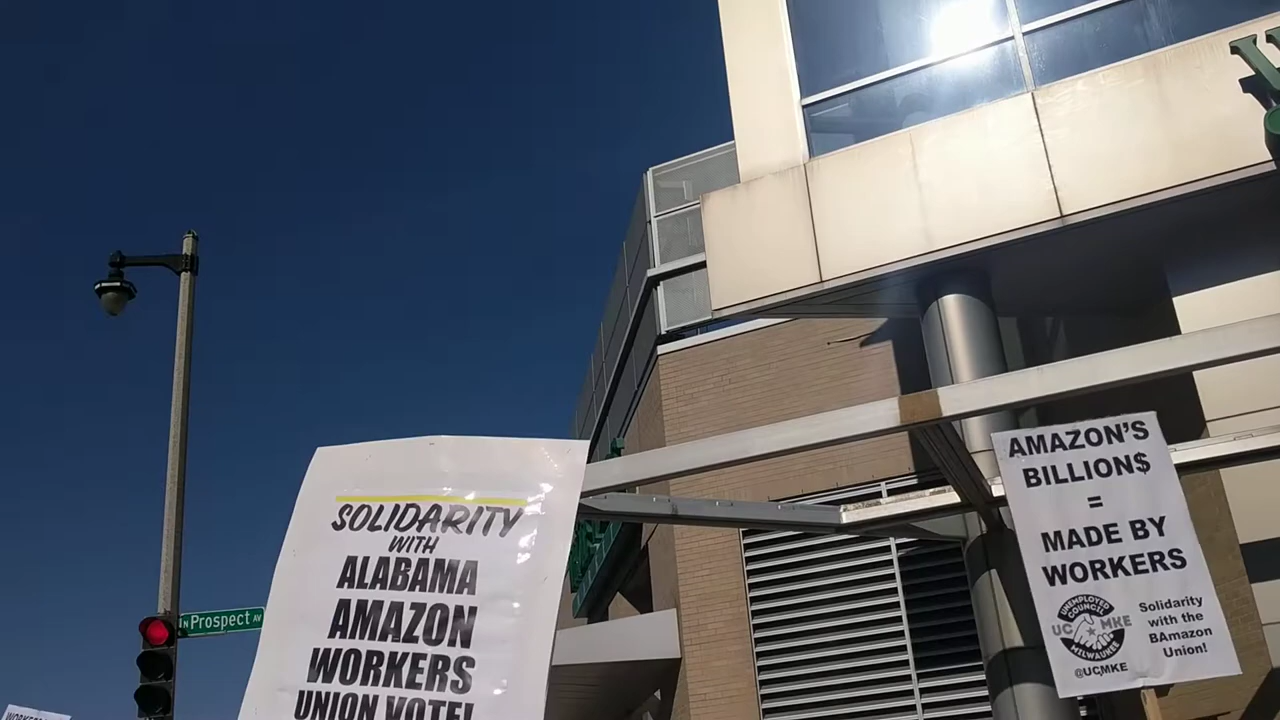 N Prospect AV
SOLIDARITY
WITH
ALABAMA
AMAZON
WORKERS
UNION VOTE!
AMAZON'S
BILLION$
=
MADE BY
WORKERS
UNEMPLOYED
COUNCIL
UC MKE
MILWAUKEE
@UCMKE
Solidarity
with the
BAmazon
Union!